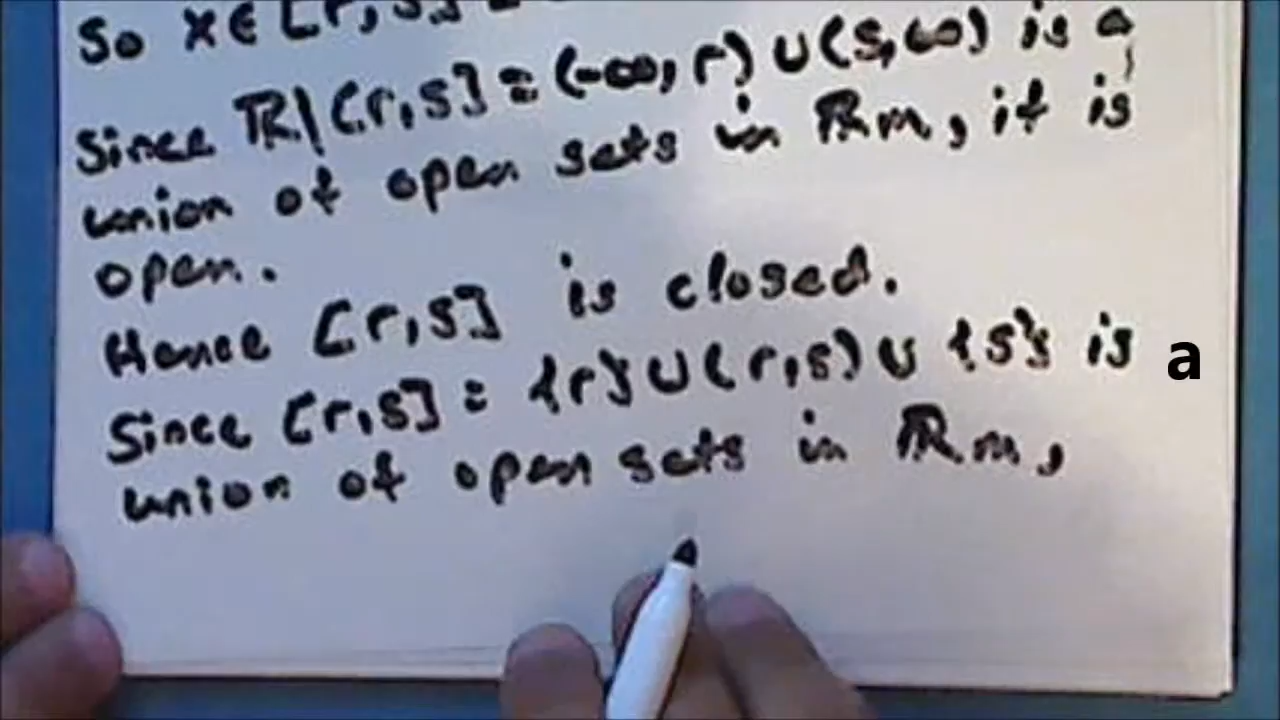 So x ∈ [r,s]
Since ℝ\[r,s] = (-∞, r) ∪ (s,∞) is a
union of open sets in ℝm, it is
open.
Hence [r,s] is closed.
Since [r,s] = {r} ∪ (r,s) ∪ {s} is a
union of open sets in ℝm,